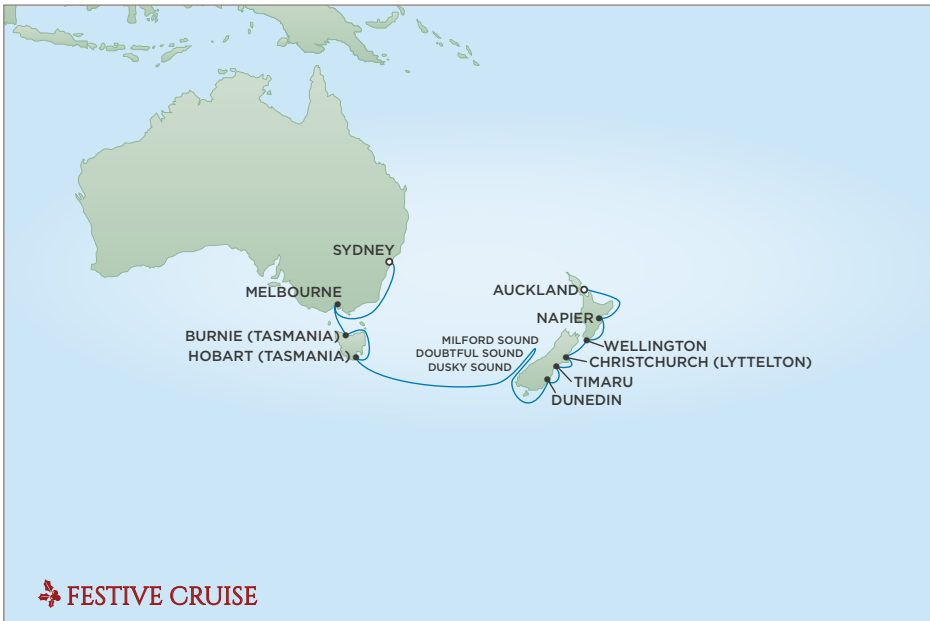 SYDNEY
MELBOURNE
BURNIE (TASMANIA)
HOBART (TASMANIA)
MILFORD SOUND
DOUBTFUL SOUND
DUSKY SOUND
AUCKLAND
NAPIER
WELLINGTON
CHRISTCHURCH (LYTTELTON)
TIMARU
DUNEDIN
FESTIVE CRUISE